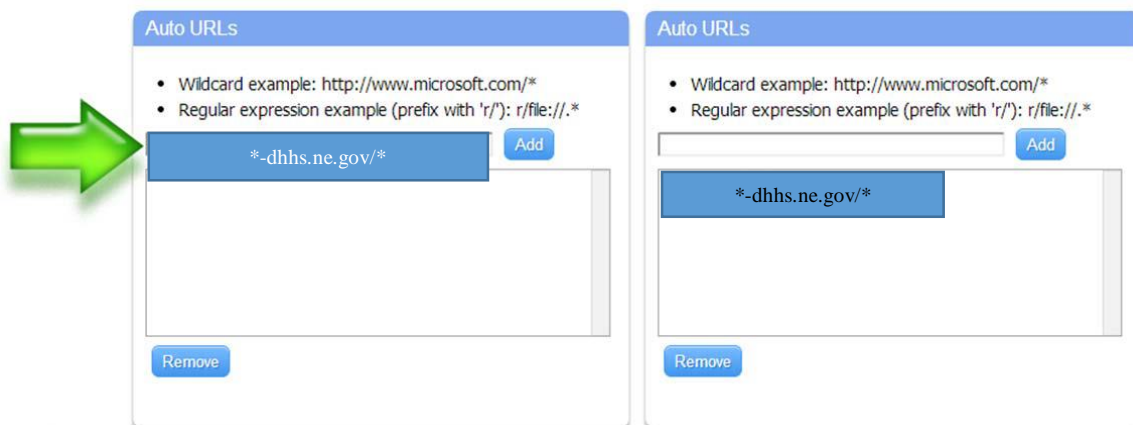 Auto URLs
• Wildcard example: http://www.microsoft.com/*
• Regular expression example (prefix with 'r/'): r/file://.*
*-dhhs.ne.gov/*
Add
Remove
Auto URLs
• Wildcard example: http://www.microsoft.com/*
• Regular expression example (prefix with 'r/'): r/file://.*
Add
*-dhhs.ne.gov/*
Remove